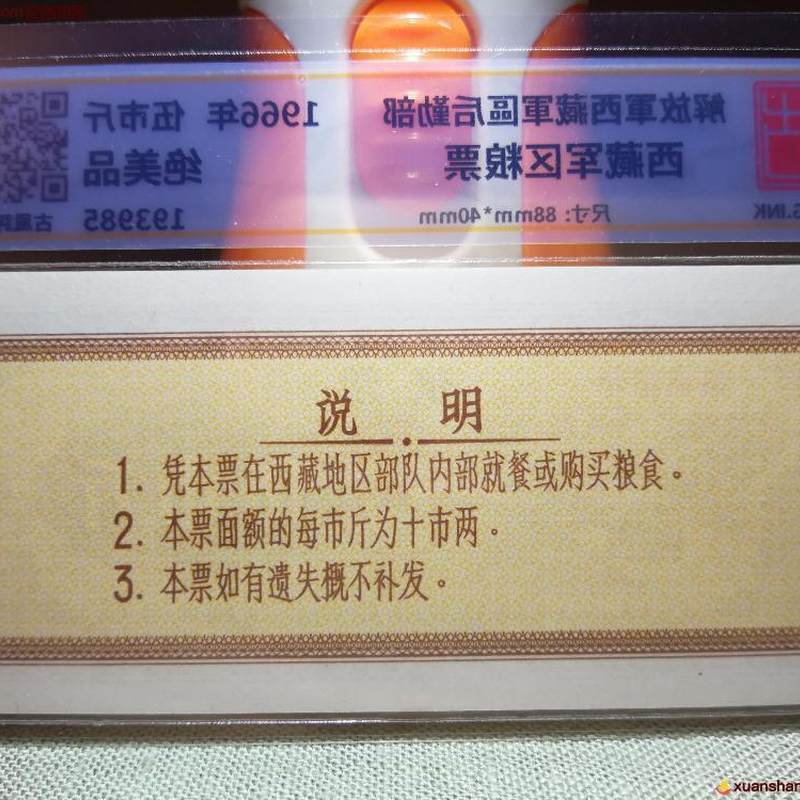 解放軍西藏軍區后勤部 1966年 伍市斤
西藏军区粮票 绝美品
尺寸: 88mm*40mm 193985
说 明
1. 凭本票在西藏地区部队内部就餐或购买粮食。
2. 本票面额的每市斤为十市两。
3. 本票如有遗失概不补发。
xuanshan